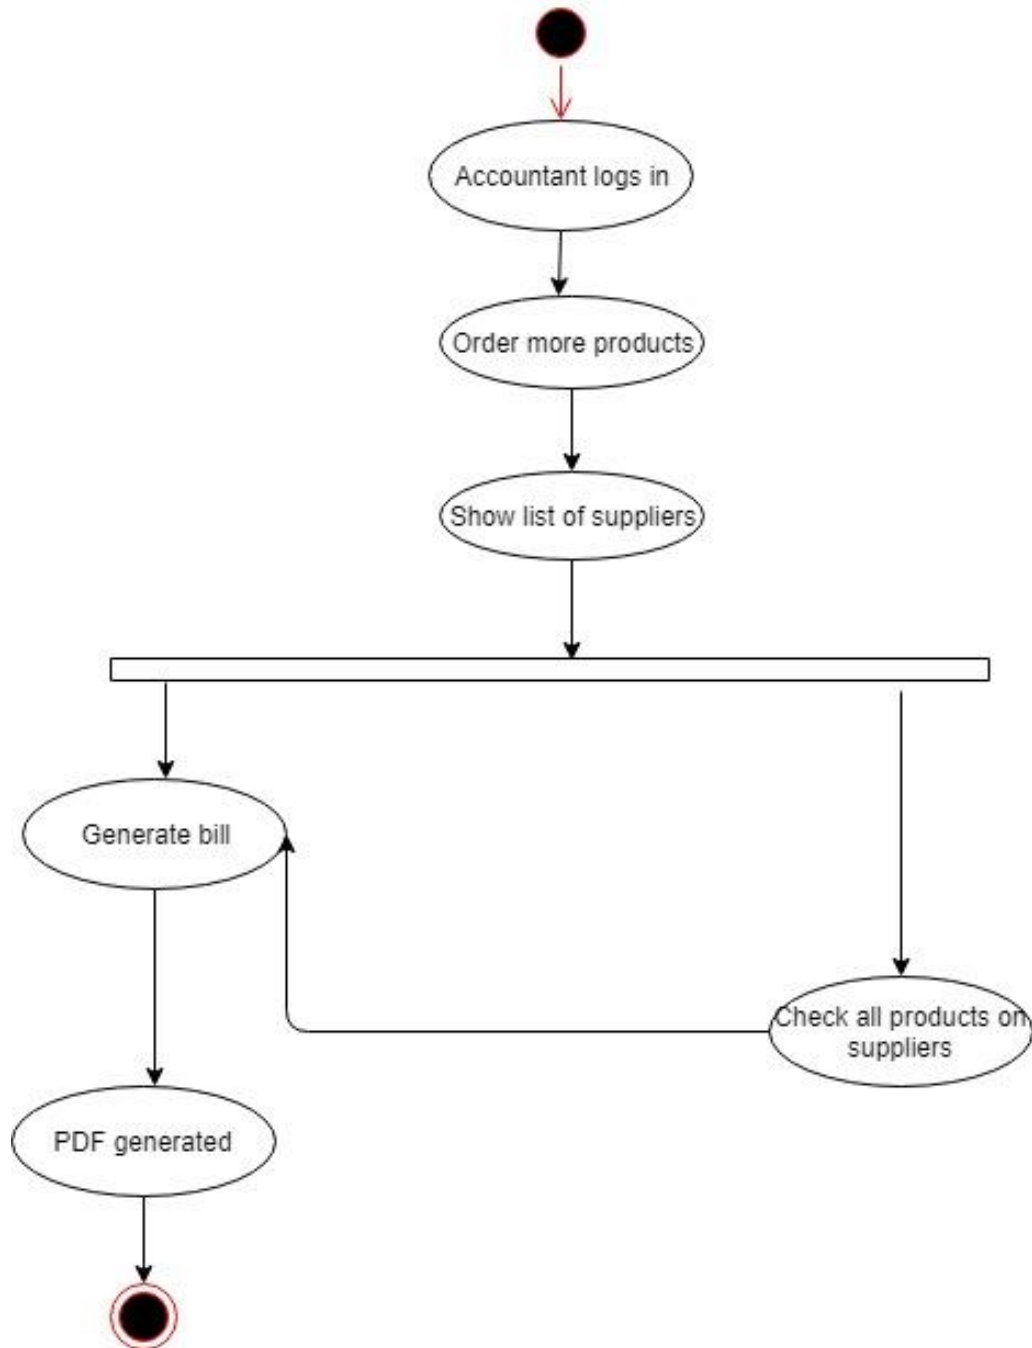 Accountant logs in
Order more products
Show list of suppliers
Generate bill
Check all products on
suppliers
PDF generated